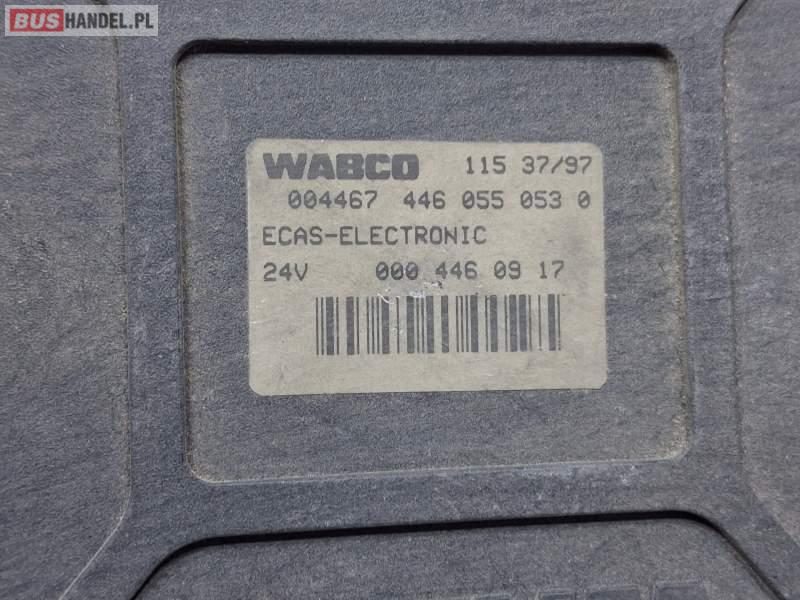 BUSHANDEL.PL
WABCO 115 37/97
004467 446 055 053 0
ECAS-ELECTRONIC
24V 000 446 09 17